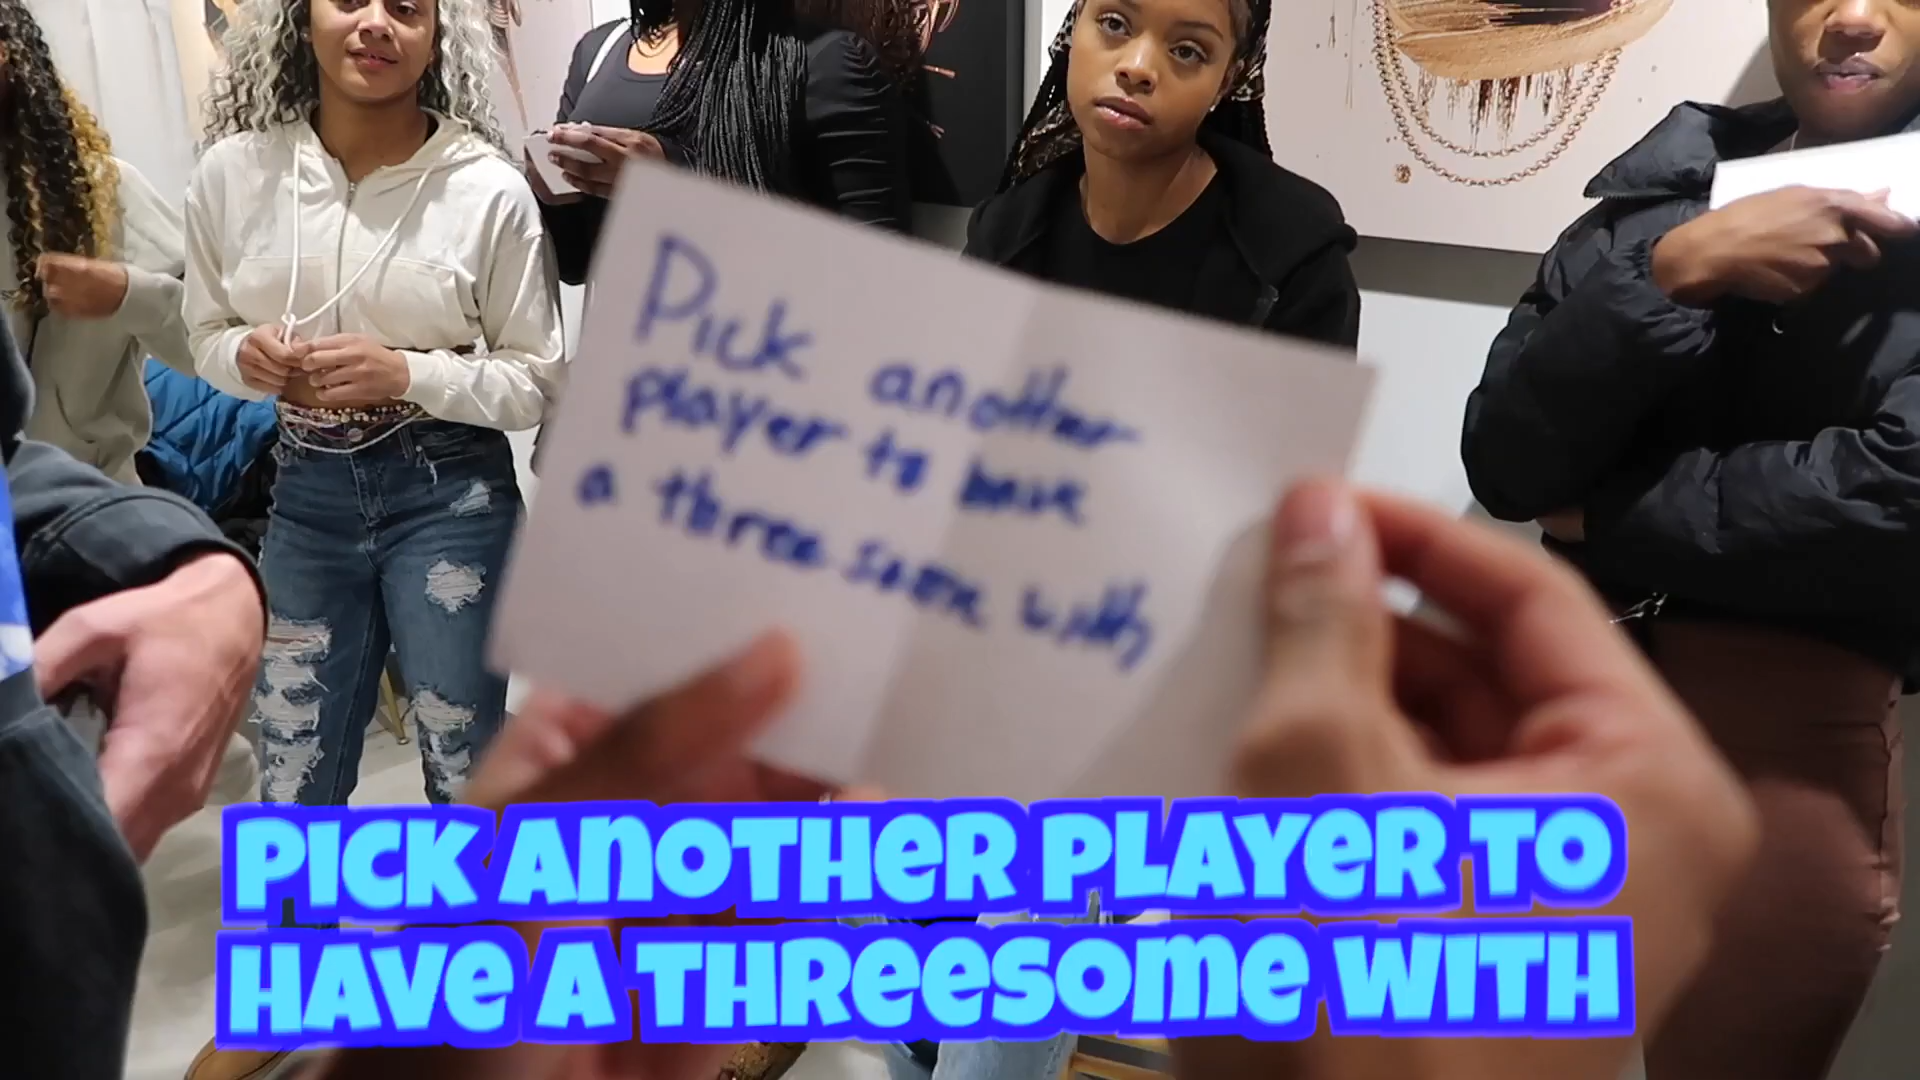 Pick another
player to have
a threesome with
PICK ANOTHER PLAYER TO
HAVE A THREESOME WITH